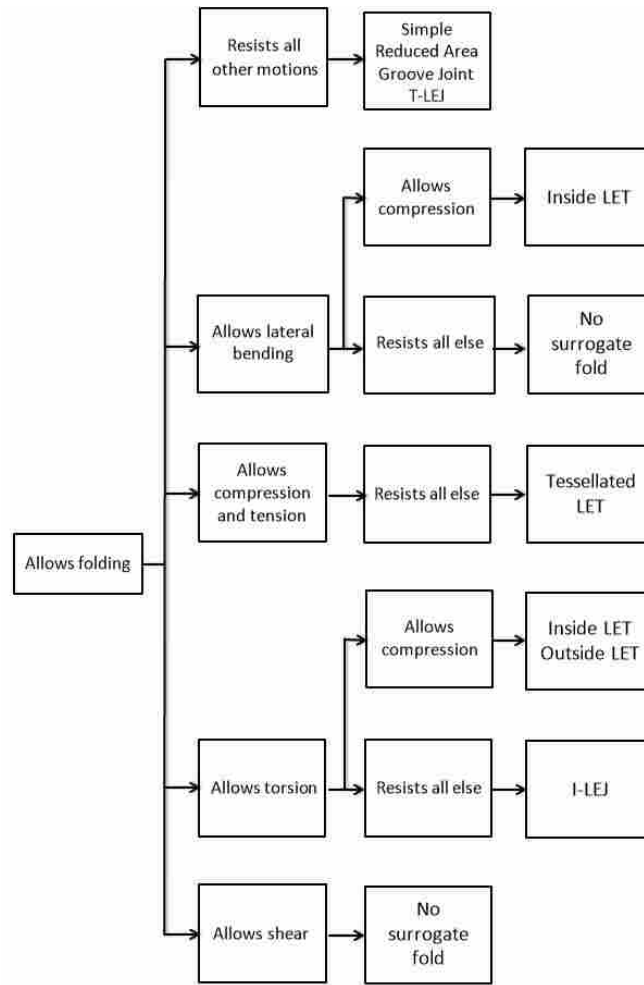 Resists all
other motions
Simple
Reduced Area
Groove Joint
T-LEJ
Allows
compression
Inside LET
Allows lateral
bending
Resists all else
No
surrogate
fold
Allows
compression
and tension
Resists all else
Tessellated
LET
Allows folding
Allows
compression
Inside LET
Outside LET
Allows torsion
Resists all else
I-LEJ
Allows shear
No
surrogate
fold